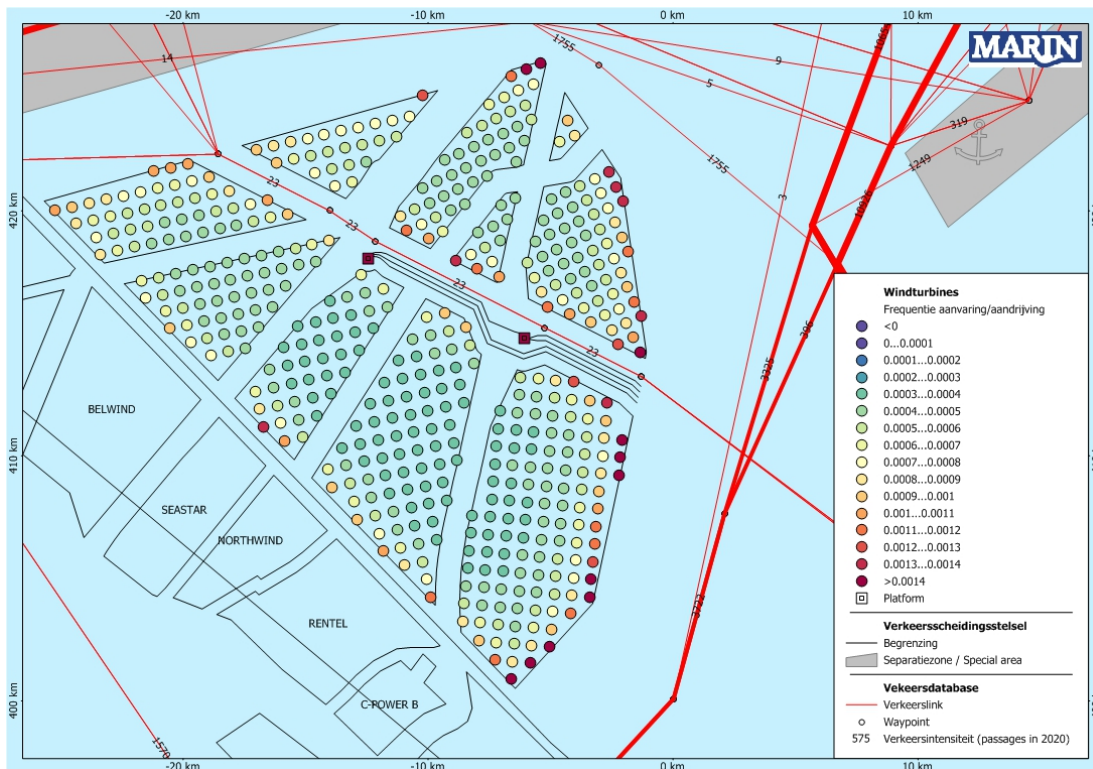 -20 km
-10 km
0 km
10 km
MARIN
14
1755
5
9
1065
319
1249
1755
3
23
23
23
23
420 km
410 km
400 km
3325
395
3722
1570
BELWIND
SEASTAR
NORTHWIND
RENTEL
C-POWER B
Windturbines
Frequentie aanvaring/aandrijving
<0
0...0.0001
0.0001...0.0002
0.0002...0.0003
0.0003...0.0004
0.0004...0.0005
0.0005...0.0006
0.0006...0.0007
0.0007...0.0008
0.0008...0.0009
0.0009...0.001
0.001...0.0011
0.0011...0.0012
0.0012...0.0013
0.0013...0.0014
>0.0014
Platform
Verkeersscheidingsstelsel
Begrenzing
Separatiezone / Special area
Vekeersdatabase
Verkeerslink
Waypoint
575 Verkeersintensiteit (passages in 2020)
-20 km
-10 km
0 km
10 km